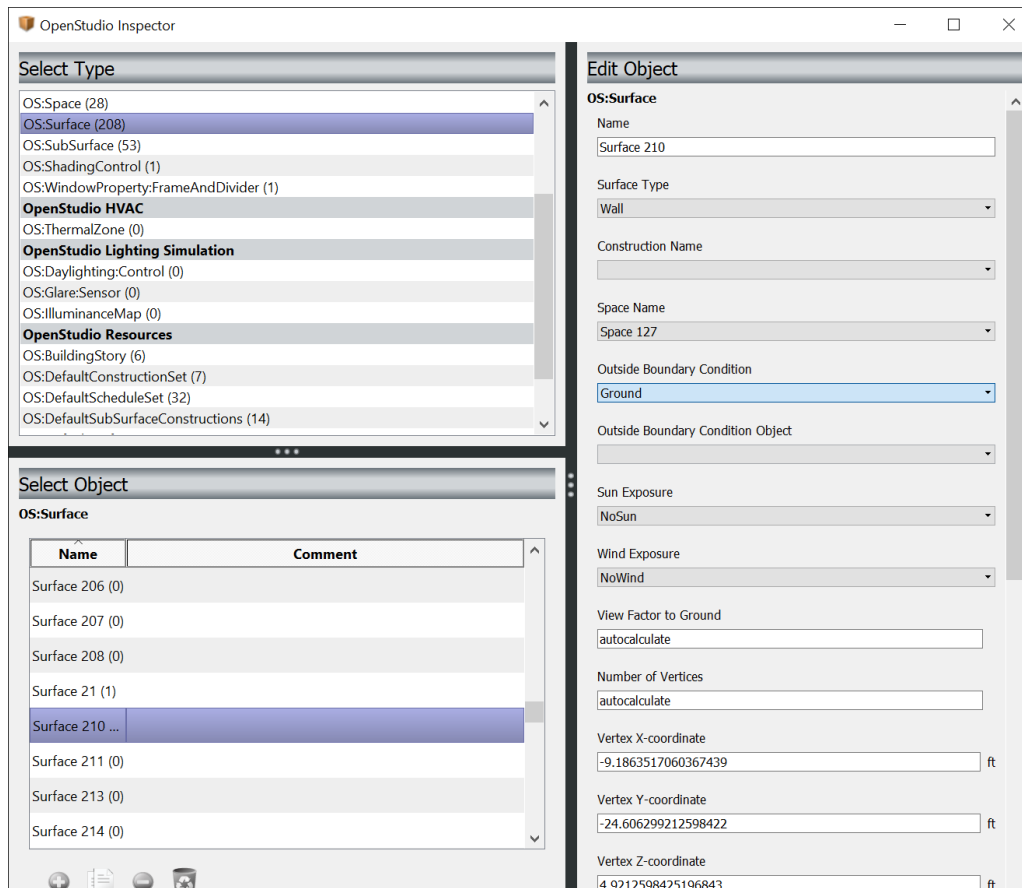 OpenStudio Inspector
Select Type
OS:Space (28)
OS:Surface (208)
OS:SubSurface (53)
OS:ShadingControl (1)
OS:WindowProperty:FrameAndDivider (1)
OpenStudio HVAC
OS:ThermalZone (0)
OpenStudio Lighting Simulation
OS:Daylighting:Control (0)
OS:Glare:Sensor (0)
OS:IlluminanceMap (0)
OpenStudio Resources
OS:BuildingStory (6)
OS:DefaultConstructionSet (7)
OS:DefaultScheduleSet (32)
OS:DefaultSubSurfaceConstructions (14)
Select Object
OS:Surface
Name Comment
Surface 206 (0)
Surface 207 (0)
Surface 208 (0)
Surface 21 (1)
Surface 210 ...
Surface 211 (0)
Surface 213 (0)
Surface 214 (0)
Edit Object
OS:Surface
Name
Surface 210
Surface Type
Wall
Construction Name
Space Name
Space 127
Outside Boundary Condition
Ground
Outside Boundary Condition Object
Sun Exposure
NoSun
Wind Exposure
NoWind
View Factor to Ground
autocalculate
Number of Vertices
autocalculate
Vertex X-coordinate
-9.1863517060367439 ft
Vertex Y-coordinate
-24.606299212598422 ft
Vertex Z-coordinate
4.9212598425196843 ft